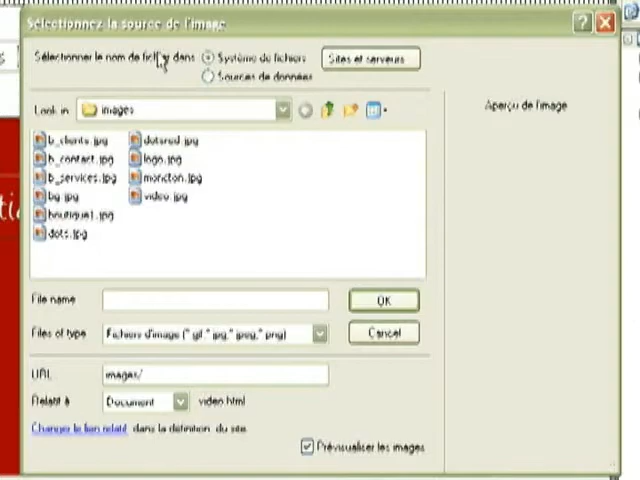 Sélectionnez la source de l'image
Sélectionner le nom de fichier dans
Système de fichiers
Sites et serveurs
Sources de données
Look in
images
Aperçu de l'image
b_clients.jpg
dotsred.jpg
b_contact.jpg
logo.jpg
b_services.jpg
moncton.jpg
bg.jpg
video.jpg
boutique1.jpg
dots.jpg
File name
OK
Files of type
Fichiers d'image (*.gif,*.jpg,*.jpeg,*.png)
Cancel
URL
images/
Relatif à
Document
video.html
Changer le lien relatif dans la définition du site.
Prévisualiser les images